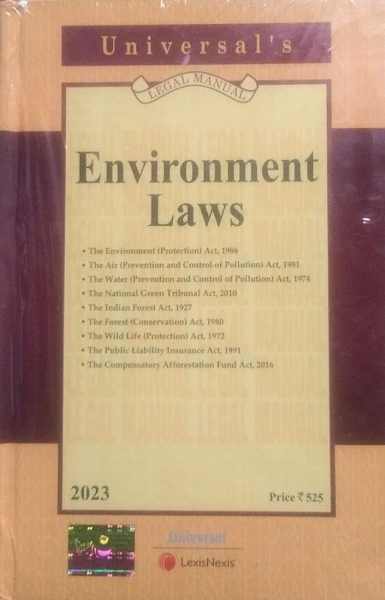 Universal's
LEGAL MANUAL
Environment
Laws
• The Environment (Protection) Act, 1986
• The Air (Prevention and Control of Pollution) Act, 1981
• The Water (Prevention and Control of Pollution) Act, 1974
• The National Green Tribunal Act, 2010
• The Indian Forest Act, 1927
• The Forest (Conservation) Act, 1980
• The Wild Life (Protection) Act, 1972
• The Public Liability Insurance Act, 1991
• The Compensatory Afforestation Fund Act, 2016
2023
Price ₹ 525
Universal
LexisNexis®